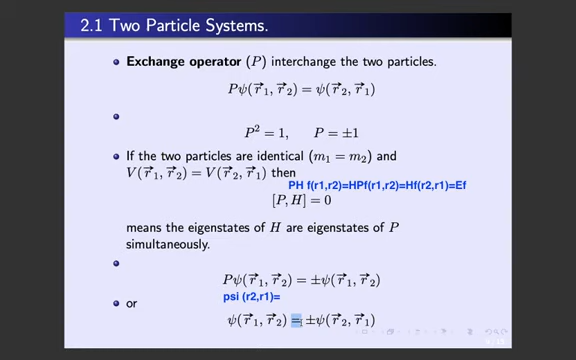 2.1 Two Particle Systems.
Exchange operator (P) interchange the two particles.
Pψ(r⃗1, r⃗2) = ψ(r⃗2, r⃗1)
P² = 1, P = ±1
If the two particles are identical (m1 = m2) and
V(r⃗1, r⃗2) = V(r⃗2, r⃗1) then
PH f(r1,r2)=HPf(r1,r2)=Hf(r2,r1)=Ef
[P, H] = 0
means the eigenstates of H are eigenstates of P
simultaneously.
Pψ(r⃗1, r⃗2) = ±ψ(r⃗1, r⃗2)
psi (r2,r1)=
or
ψ(r⃗1, r⃗2) = ±ψ(r⃗2, r⃗1)